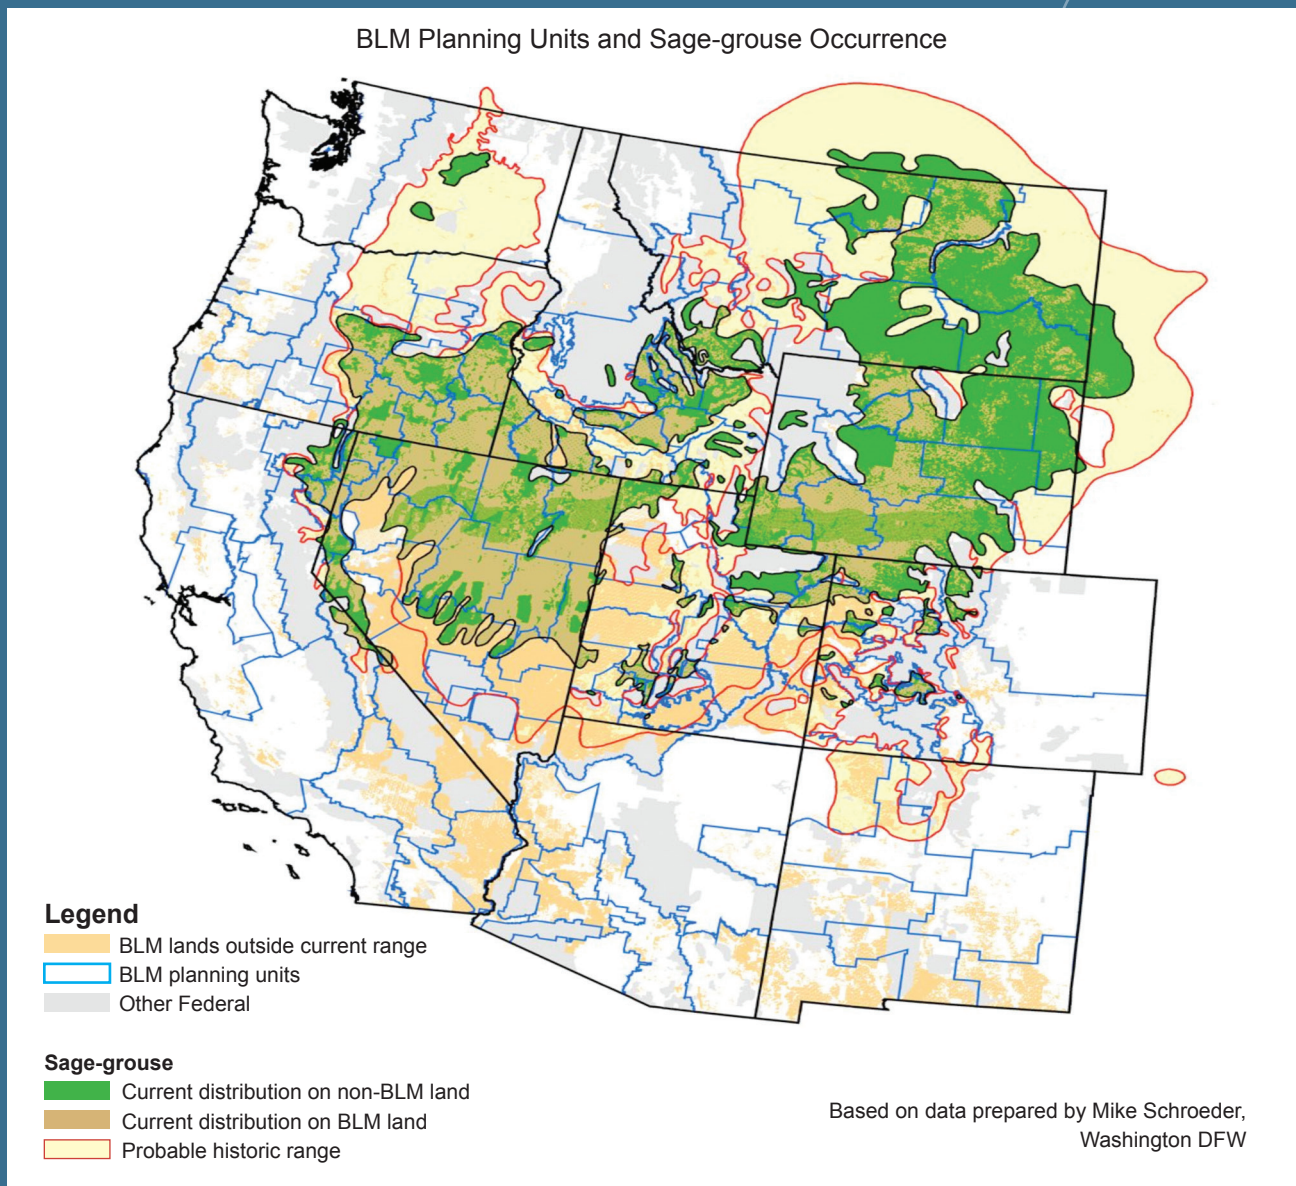 BLM Planning Units and Sage-grouse Occurrence
Legend
BLM lands outside current range
BLM planning units
Other Federal
Sage-grouse
Current distribution on non-BLM land
Current distribution on BLM land
Probable historic range
Based on data prepared by Mike Schroeder,
Washington DFW